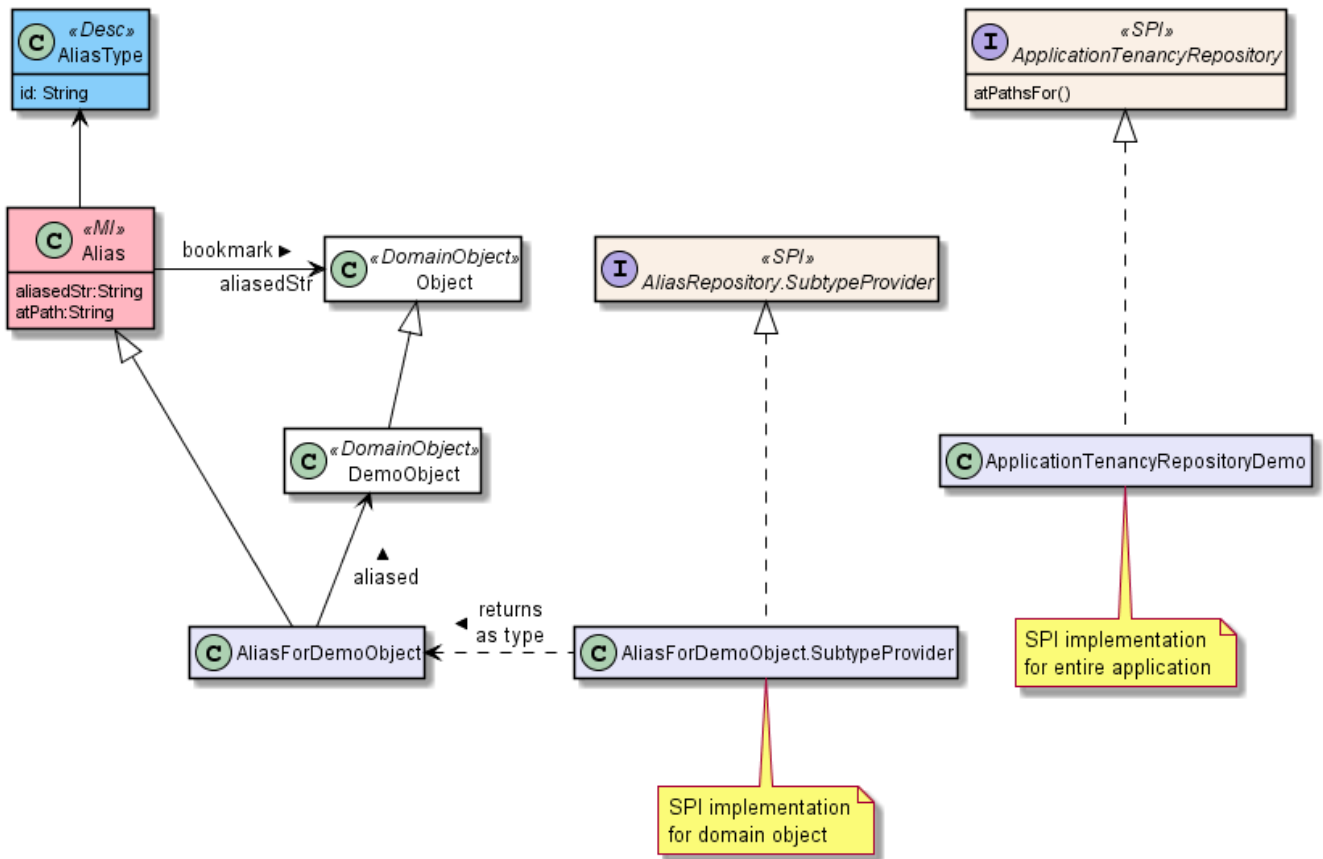 C
«Desc»
AliasType
id: String
I
«SPI»
ApplicationTenancyRepository
atPathsFor()
C
«MI»
Alias
aliasedStr:String
atPath:String
bookmark ►
aliasedStr
C
«DomainObject»
Object
I
«SPI»
AliasRepository.SubtypeProvider
C
«DomainObject»
DemoObject
C
ApplicationTenancyRepositoryDemo
▲
aliased
◄ returns
as type
C
AliasForDemoObject
C
AliasForDemoObject.SubtypeProvider
SPI implementation
for entire application
SPI implementation
for domain object